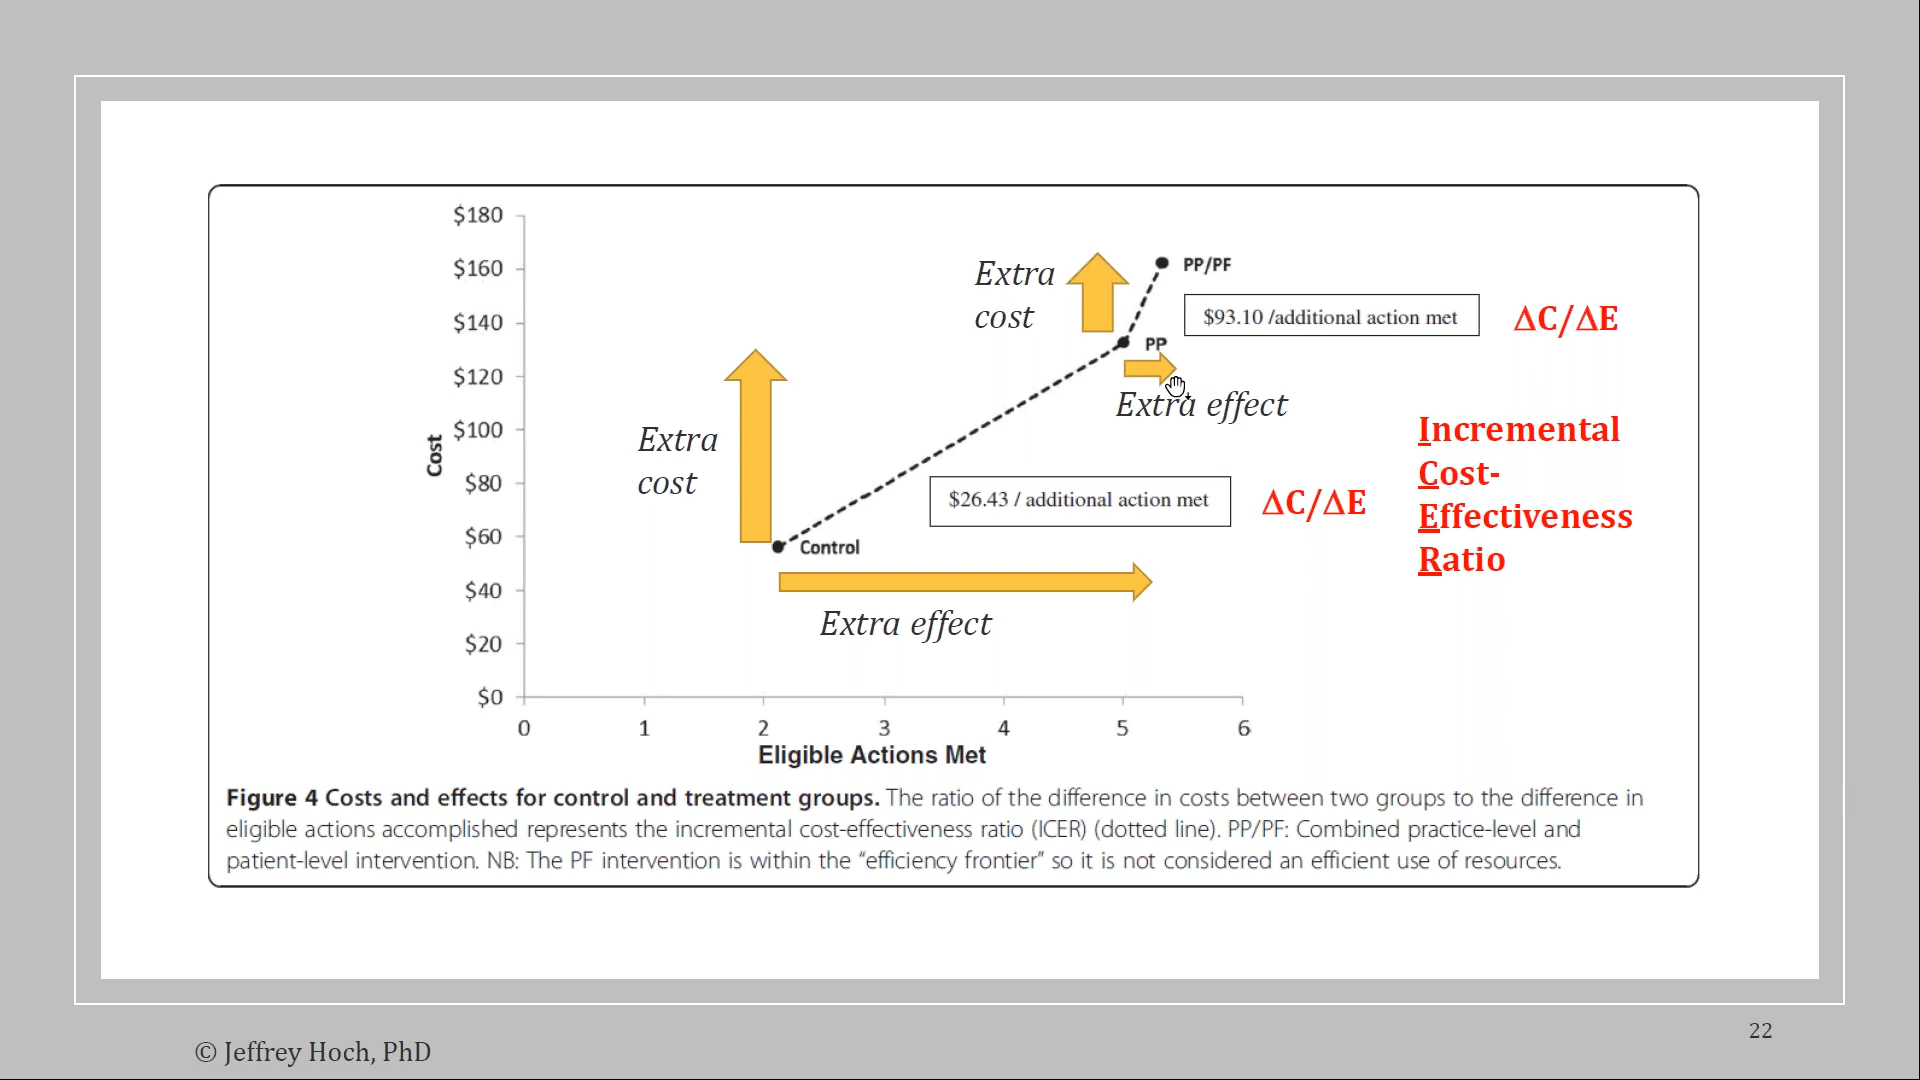 $180
$160
$140
$120
$100
$80
$60
$40
$20
$0
Cost
0 1 2 3 4 5 6
Eligible Actions Met
Extra
cost
PP/PF
$93.10 /additional action met
ΔC/ΔE
PP
Extra effect
Extra
cost
$26.43 / additional action met
ΔC/ΔE
Control
Extra effect
Incremental
Cost-
Effectiveness
Ratio
Figure 4 Costs and effects for control and treatment groups. The ratio of the difference in costs between two groups to the difference in
eligible actions accomplished represents the incremental cost-effectiveness ratio (ICER) (dotted line). PP/PF: Combined practice-level and
patient-level intervention. NB: The PF intervention is within the “efficiency frontier” so it is not considered an efficient use of resources.
© Jeffrey Hoch, PhD
22